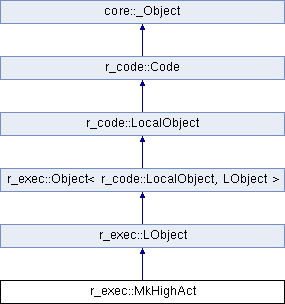 core::_Object
r_code::Code
r_code::LocalObject
r_exec::Object< r_code::LocalObject, LObject >
r_exec::LObject
r_exec::MkHighAct